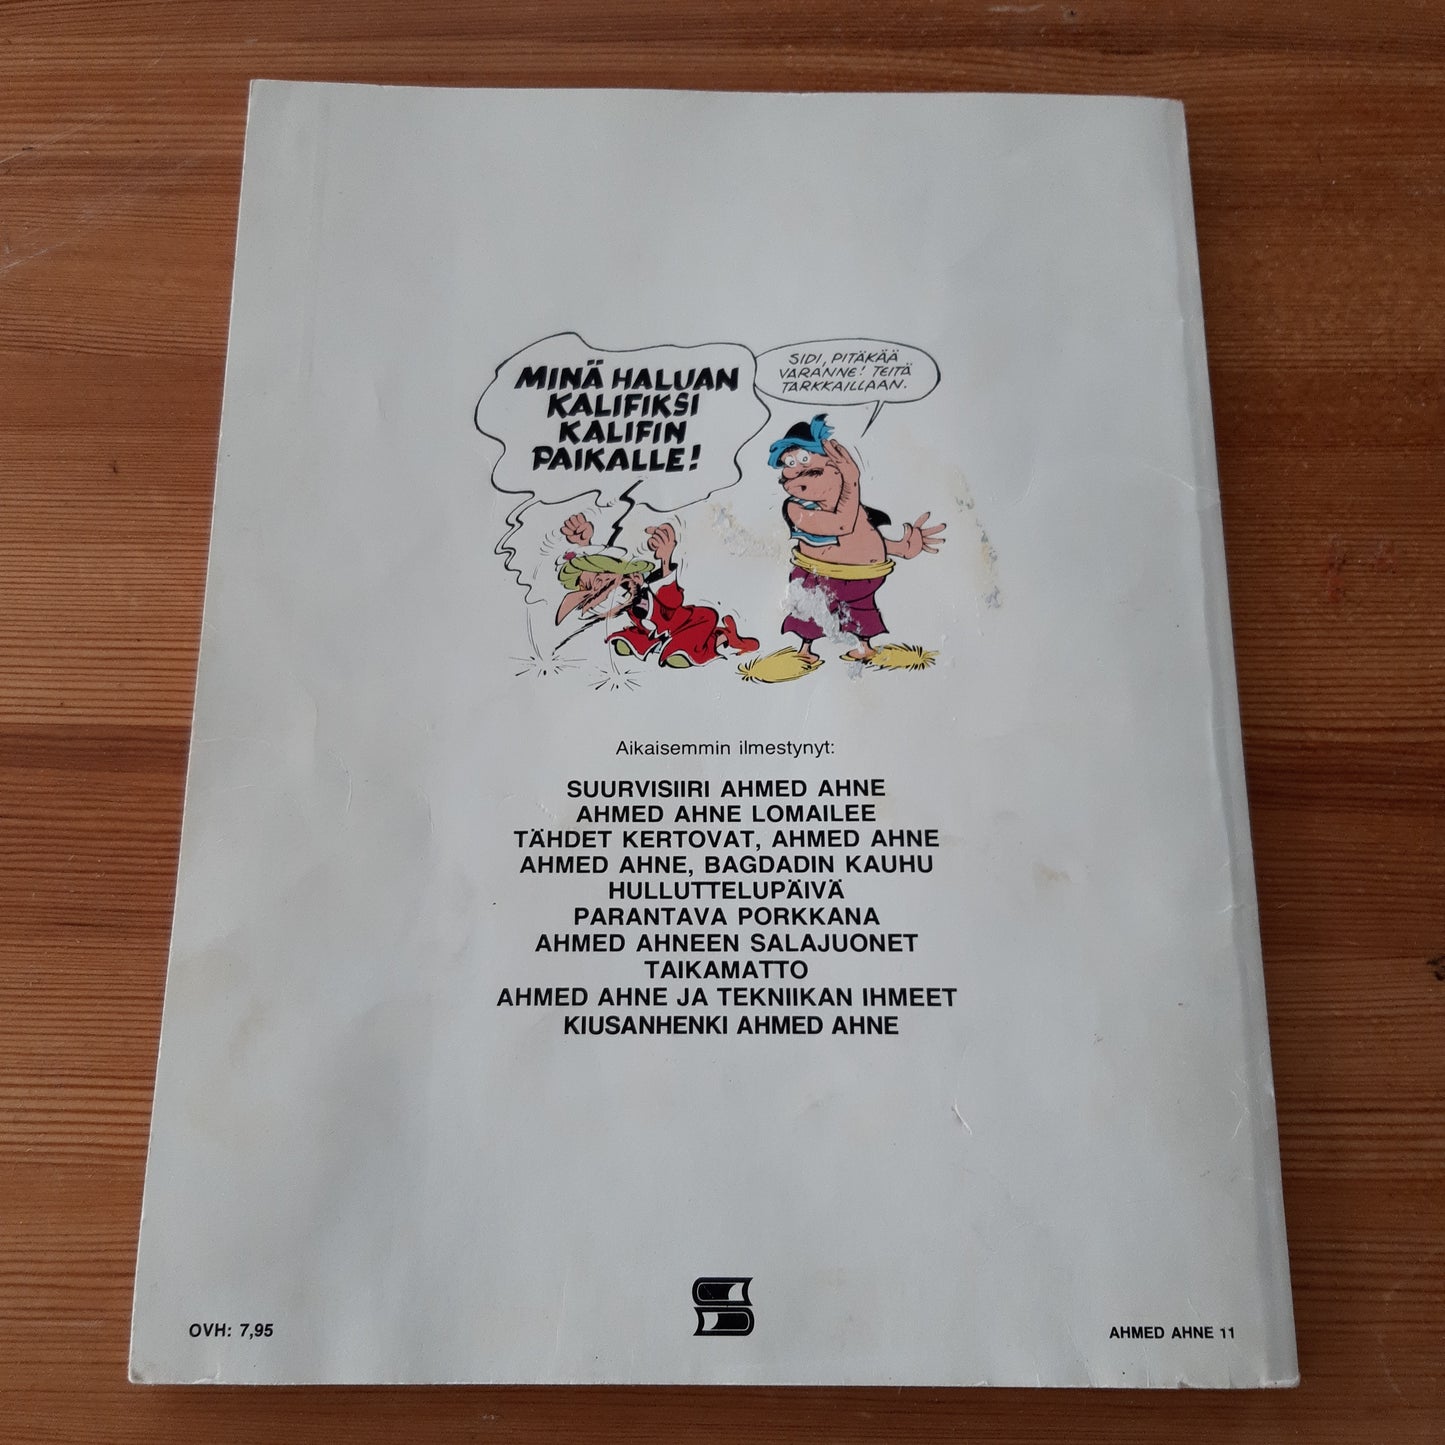 MINÄ HALUAN
KALIFIKSI
KALIFIN
PAIKALLE!
SIDI, PITÄKÄÄ
VARANNE! TEITÄ
TARKKAILLAAN.
Aikaisemmin ilmestynyt:
SUURVISIIRI AHMED AHNE
AHMED AHNE LOMAILEE
TÄHDET KERTOVAT, AHMED AHNE
AHMED AHNE, BAGDADIN KAUHU
HULLUTTELUPÄIVÄ
PARANTAVA PORKKANA
AHMED AHNEEN SALAJUONET
TAIKAMATTO
AHMED AHNE JA TEKNIIKAN IHMEET
KIUSANHENKI AHMED AHNE
OVH: 7,95
AHMED AHNE 11